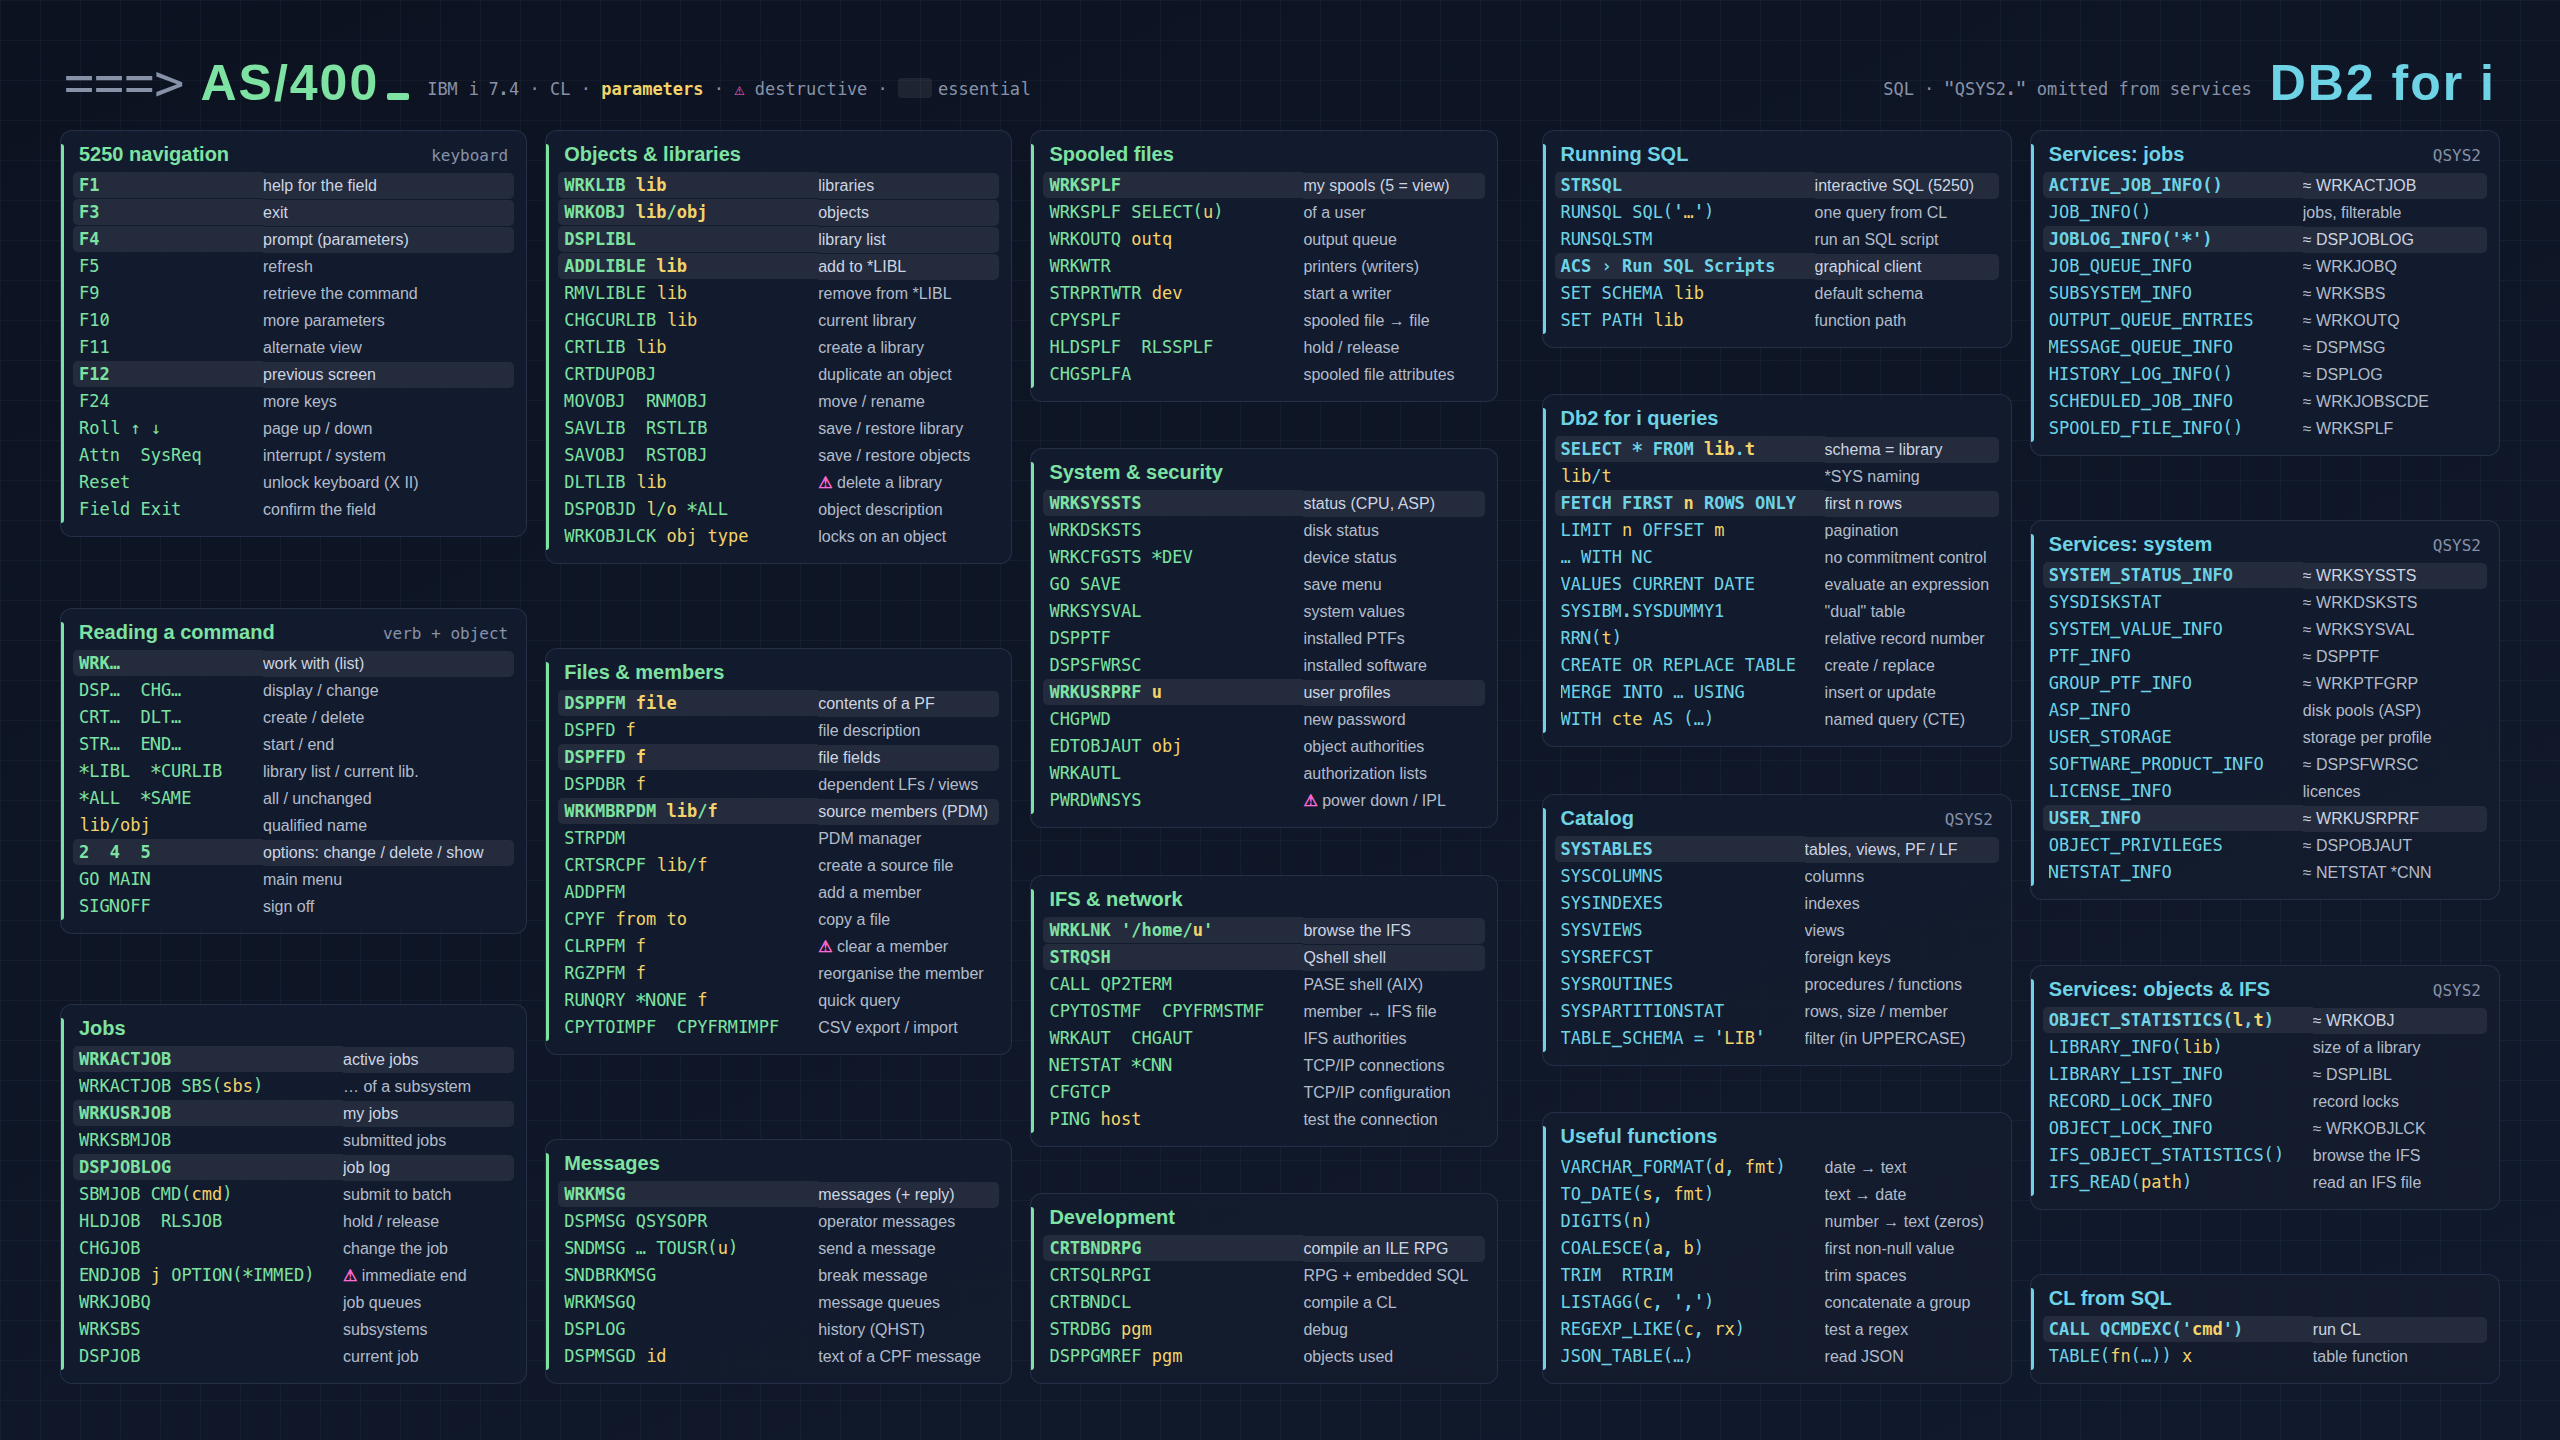 ===> AS/400_ IBM i 7.4 · CL · parameters · ⚠ destructive · essential
SQL · "QSYS2." omitted from services DB2 for i
5250 navigation keyboard
F1 help for the field
F3 exit
F4 prompt (parameters)
F5 refresh
F9 retrieve the command
F10 more parameters
F11 alternate view
F12 previous screen
F24 more keys
Roll ↑ ↓ page up / down
Attn SysReq interrupt / system
Reset unlock keyboard (X II)
Field Exit confirm the field
Reading a command verb + object
WRK… work with (list)
DSP… CHG… display / change
CRT… DLT… create / delete
STR… END… start / end
*LIBL *CURLIB library list / current lib.
*ALL *SAME all / unchanged
lib/obj qualified name
2 4 5 options: change / delete / show
GO MAIN main menu
SIGNOFF sign off
Jobs
WRKACTJOB active jobs
WRKACTJOB SBS(sbs) … of a subsystem
WRKUSRJOB my jobs
WRKSBMJOB submitted jobs
DSPJOBLOG job log
SBMJOB CMD(cmd) submit to batch
HLDJOB RLSJOB hold / release
CHGJOB change the job
ENDJOB j OPTION(*IMMED) ⚠ immediate end
WRKJOBQ job queues
WRKSBS subsystems
DSPJOB current job
Objects & libraries
WRKLIB lib libraries
WRKOBJ lib/obj objects
DSPLIBL library list
ADDLIBLE lib add to *LIBL
RMVLIBLE lib remove from *LIBL
CHGCURLIB lib current library
CRTLIB lib create a library
CRTDUPOBJ duplicate an object
MOVOBJ RNMOBJ move / rename
SAVLIB RSTLIB save / restore library
SAVOBJ RSTOBJ save / restore objects
DLTLIB lib ⚠ delete a library
DSPOBJD l/o *ALL object description
WRKOBJLCK obj type locks on an object
Files & members
DSPPFM file contents of a PF
DSPFD f file description
DSPFFD f file fields
DSPDBR f dependent LFs / views
WRKMBRPDM lib/f source members (PDM)
STRPDM PDM manager
CRTSRCPF lib/f create a source file
ADDPFM add a member
CPYF from to copy a file
CLRPFM f ⚠ clear a member
RGZPFM f reorganise the member
RUNQRY *NONE f quick query
CPYTOIMPF CPYFRMIMPF CSV export / import
Messages
WRKMSG messages (+ reply)
DSPMSG QSYSOPR operator messages
SNDMSG … TOUSR(u) send a message
SNDBRKMSG break message
WRKMSGQ message queues
DSPLOG history (QHST)
DSPMSGD id text of a CPF message
Spooled files
WRKSPLF my spools (5 = view)
WRKSPLF SELECT(u) of a user
WRKOUTQ outq output queue
WRKWTR printers (writers)
STRPRTWTR dev start a writer
CPYSPLF spooled file → file
HLDSPLF RLSSPLF hold / release
CHGSPLFA spooled file attributes
System & security
WRKSYSSTS status (CPU, ASP)
WRKDSKSTS disk status
WRKCFGSTS *DEV device status
GO SAVE save menu
WRKSYSVAL system values
DSPPTF installed PTFs
DSPSFWRSC installed software
WRKUSRPRF u user profiles
CHGPWD new password
EDTOBJAUT obj object authorities
WRKAUTL authorization lists
PWRDWNSYS ⚠ power down / IPL
IFS & network
WRKLNK '/home/u' browse the IFS
STRQSH Qshell shell
CALL QP2TERM PASE shell (AIX)
CPYTOSTMF CPYFRMSTMF member ↔ IFS file
WRKAUT CHGAUT IFS authorities
NETSTAT *CNN TCP/IP connections
CFGTCP TCP/IP configuration
PING host test the connection
Development
CRTBNDRPG compile an ILE RPG
CRTSQLRPGI RPG + embedded SQL
CRTBNDCL compile a CL
STRDBG pgm debug
DSPPGMREF pgm objects used
Running SQL
STRSQL interactive SQL (5250)
RUNSQL SQL('…') one query from CL
RUNSQLSTM run an SQL script
ACS › Run SQL Scripts graphical client
SET SCHEMA lib default schema
SET PATH lib function path
Db2 for i queries
SELECT * FROM lib.t schema = library
lib/t *SYS naming
FETCH FIRST n ROWS ONLY first n rows
LIMIT n OFFSET m pagination
… WITH NC no commitment control
VALUES CURRENT DATE evaluate an expression
SYSIBM.SYSDUMMY1 "dual" table
RRN(t) relative record number
CREATE OR REPLACE TABLE create / replace
MERGE INTO … USING insert or update
WITH cte AS (…) named query (CTE)
Catalog QSYS2
SYSTABLES tables, views, PF / LF
SYSCOLUMNS columns
SYSINDEXES indexes
SYSVIEWS views
SYSREFCST foreign keys
SYSROUTINES procedures / functions
SYSPARTITIONSTAT rows, size / member
TABLE_SCHEMA = 'LIB' filter (in UPPERCASE)
Useful functions
VARCHAR_FORMAT(d, fmt) date → text
TO_DATE(s, fmt) text → date
DIGITS(n) number → text (zeros)
COALESCE(a, b) first non-null value
TRIM RTRIM trim spaces
LISTAGG(c, ',') concatenate a group
REGEXP_LIKE(c, rx) test a regex
JSON_TABLE(…) read JSON
Services: jobs QSYS2
ACTIVE_JOB_INFO() ≈ WRKACTJOB
JOB_INFO() jobs, filterable
JOBLOG_INFO('*') ≈ DSPJOBLOG
JOB_QUEUE_INFO ≈ WRKJOBQ
SUBSYSTEM_INFO ≈ WRKSBS
OUTPUT_QUEUE_ENTRIES ≈ WRKOUTQ
MESSAGE_QUEUE_INFO ≈ DSPMSG
HISTORY_LOG_INFO() ≈ DSPLOG
SCHEDULED_JOB_INFO ≈ WRKJOBSCDE
SPOOLED_FILE_INFO() ≈ WRKSPLF
Services: system QSYS2
SYSTEM_STATUS_INFO ≈ WRKSYSSTS
SYSDISKSTAT ≈ WRKDSKSTS
SYSTEM_VALUE_INFO ≈ WRKSYSVAL
PTF_INFO ≈ DSPPTF
GROUP_PTF_INFO ≈ WRKPTFGRP
ASP_INFO disk pools (ASP)
USER_STORAGE storage per profile
SOFTWARE_PRODUCT_INFO ≈ DSPSFWRSC
LICENSE_INFO licences
USER_INFO ≈ WRKUSRPRF
OBJECT_PRIVILEGES ≈ DSPOBJAUT
NETSTAT_INFO ≈ NETSTAT *CNN
Services: objects & IFS QSYS2
OBJECT_STATISTICS(l,t) ≈ WRKOBJ
LIBRARY_INFO(lib) size of a library
LIBRARY_LIST_INFO ≈ DSPLIBL
RECORD_LOCK_INFO record locks
OBJECT_LOCK_INFO ≈ WRKOBJLCK
IFS_OBJECT_STATISTICS() browse the IFS
IFS_READ(path) read an IFS file
CL from SQL
CALL QCMDEXC('cmd') run CL
TABLE(fn(…)) x table function